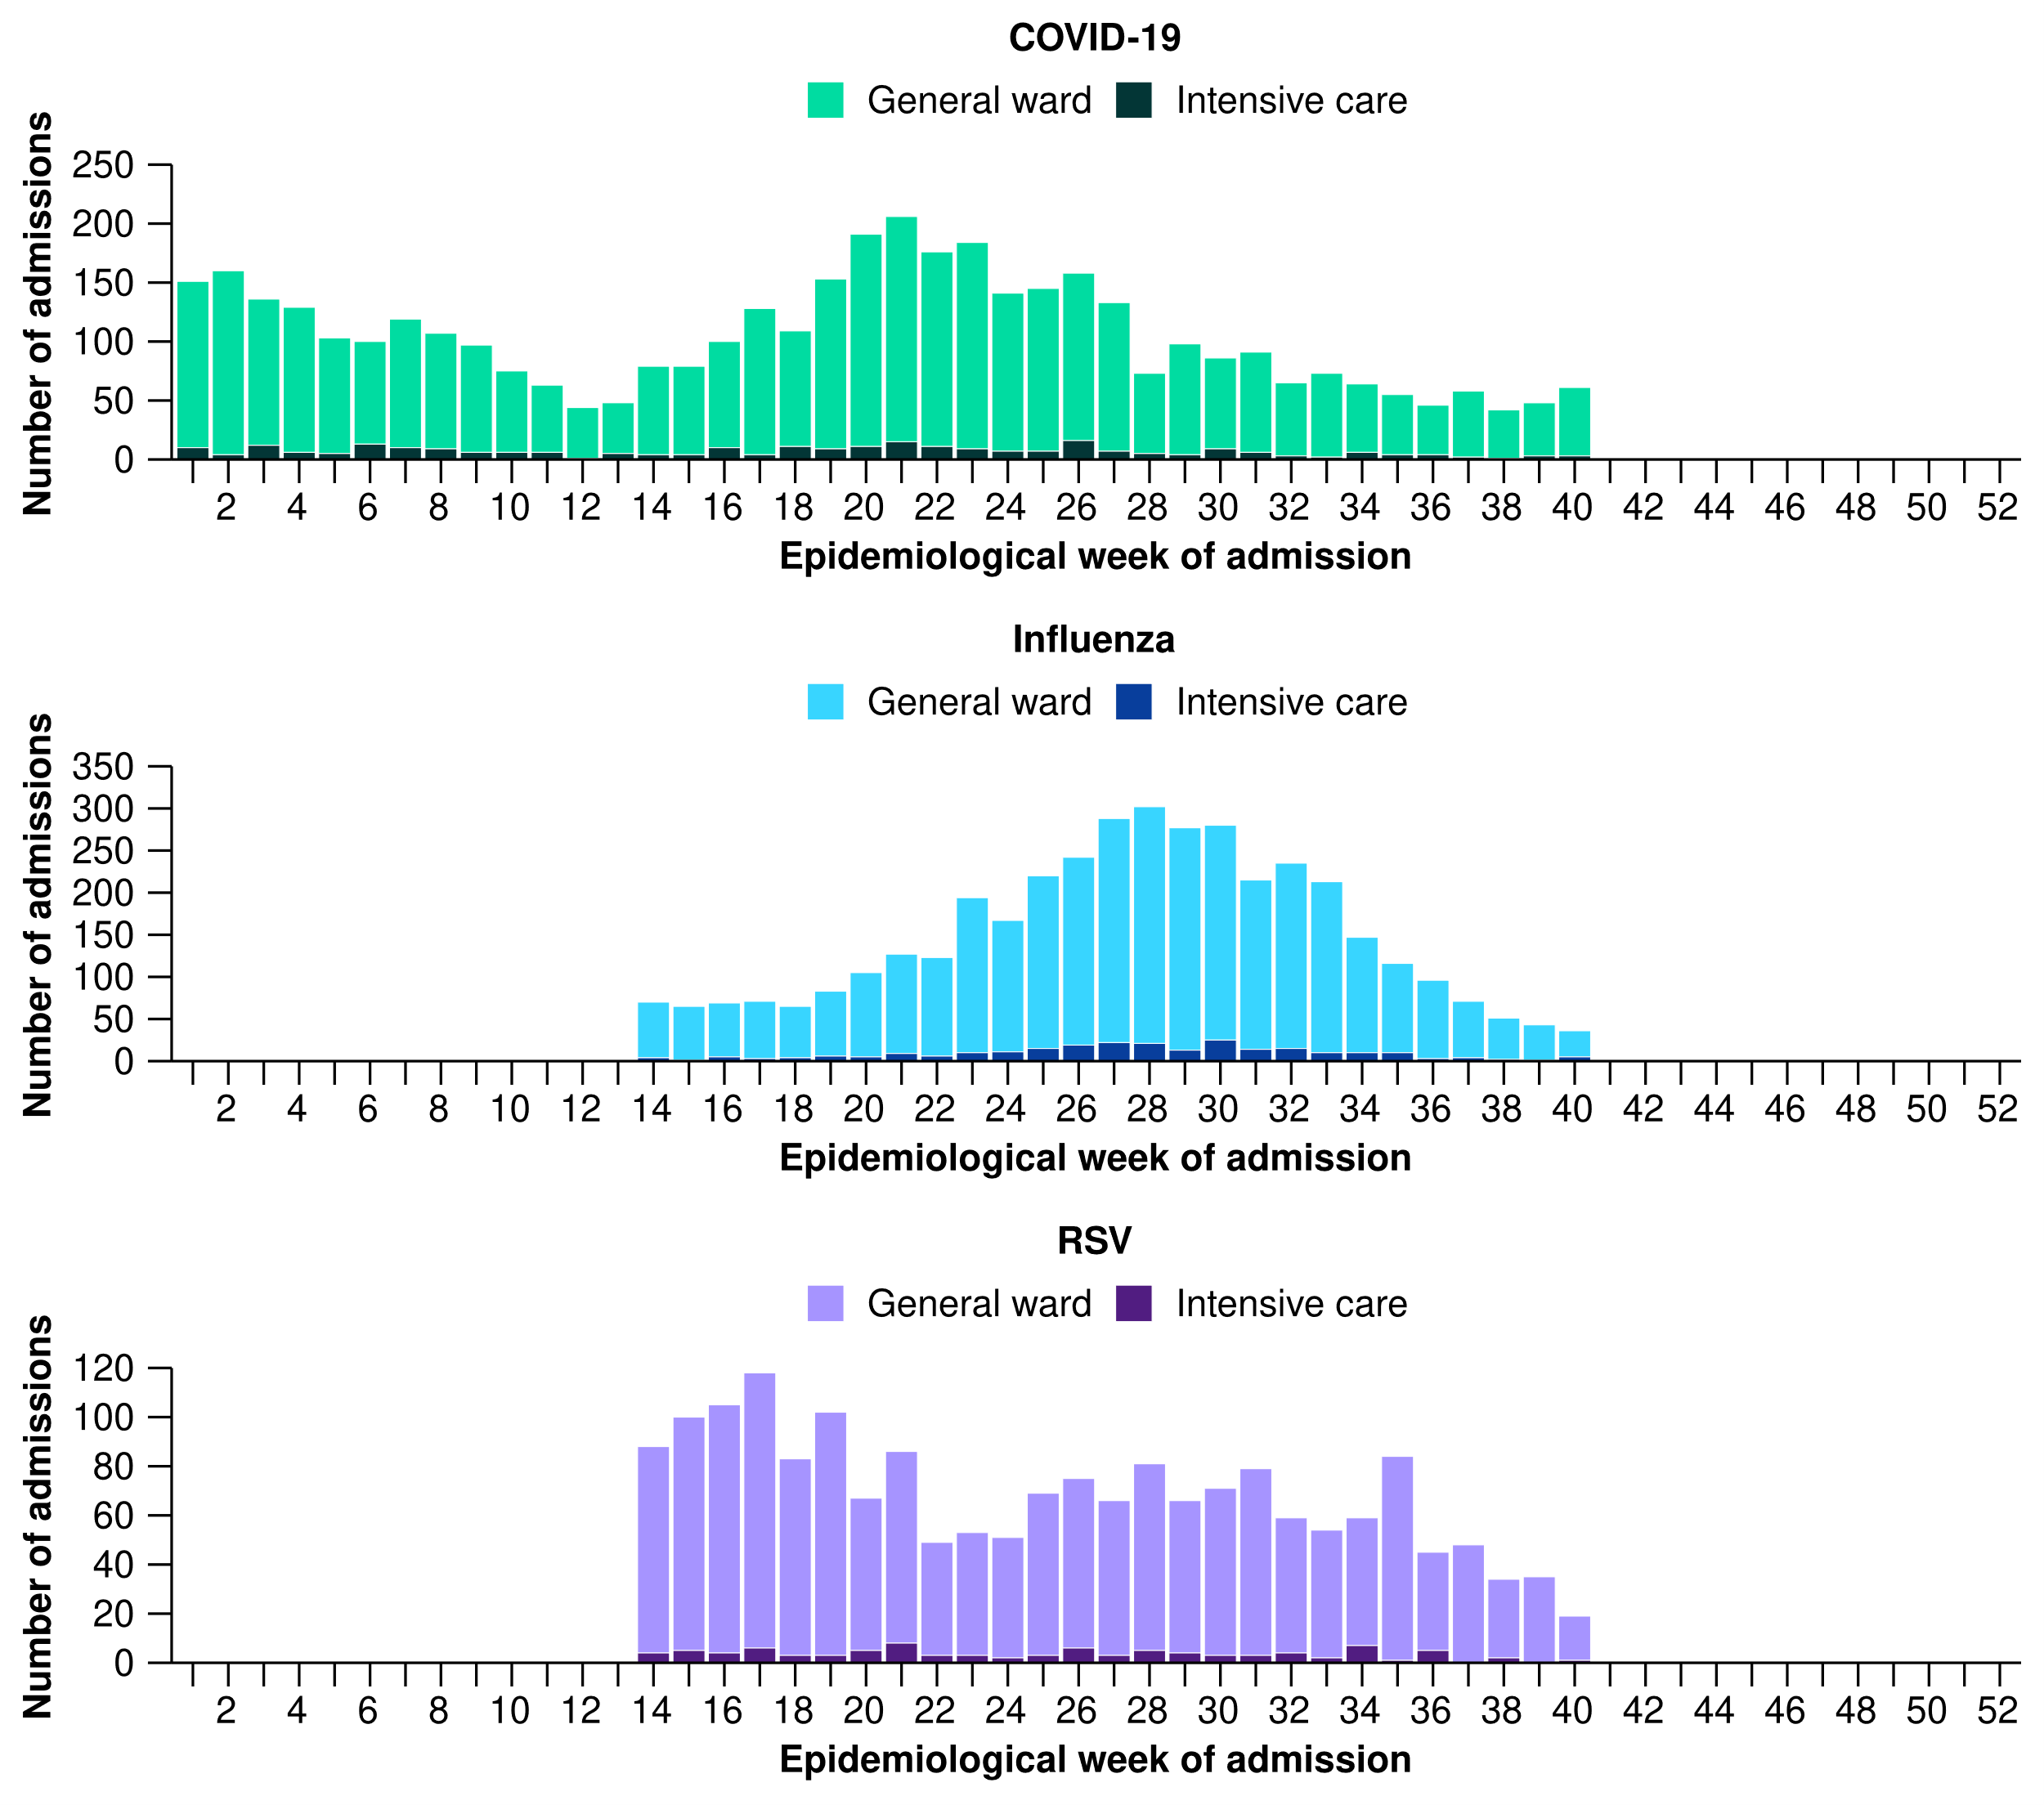 COVID-19
General ward Intensive care
Number of admissions
250
200
150
100
50
0
2 4 6 8 10 12 14 16 18 20 22 24 26 28 30 32 34 36 38 40 42 44 46 48 50 52
Epidemiological week of admission
Influenza
General ward Intensive care
Number of admissions
350
300
250
200
150
100
50
0
2 4 6 8 10 12 14 16 18 20 22 24 26 28 30 32 34 36 38 40 42 44 46 48 50 52
Epidemiological week of admission
RSV
General ward Intensive care
Number of admissions
120
100
80
60
40
20
0
2 4 6 8 10 12 14 16 18 20 22 24 26 28 30 32 34 36 38 40 42 44 46 48 50 52
Epidemiological week of admission